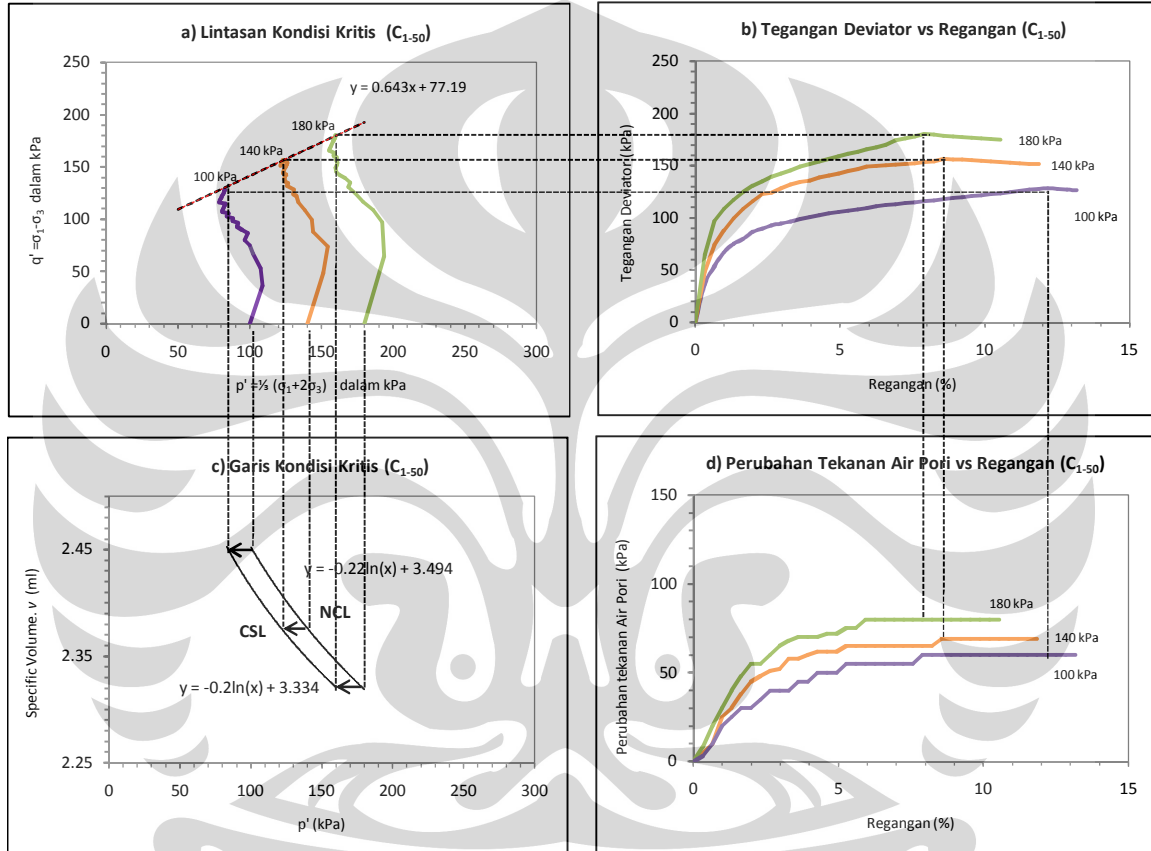 a) Lintasan Kondisi Kritis (C1-50)
250
200
150
100
50
0
q' =σ1-σ3 dalam kPa
y = 0.643x + 77.19
180 kPa
140 kPa
100 kPa
0 50 100 150 200 250 300
p' =⅓ (σ1+2σ3) dalam kPa
b) Tegangan Deviator vs Regangan (C1-50)
250
200
150
100
50
0
Tegangan Deviator (kPa)
180 kPa
140 kPa
100 kPa
0 5 10 15
Regangan (%)
c) Garis Kondisi Kritis (C1-50)
2.45
2.35
2.25
Specific Volume. v (ml)
y = -0.22ln(x) + 3.494
NCL
CSL
y = -0.2ln(x) + 3.334
0 50 100 150 200 250 300
p' (kPa)
d) Perubahan Tekanan Air Pori vs Regangan (C1-50)
150
100
50
0
Perubahan tekanan Air Pori (kPa)
180 kPa
140 kPa
100 kPa
0 5 10 15
Regangan (%)